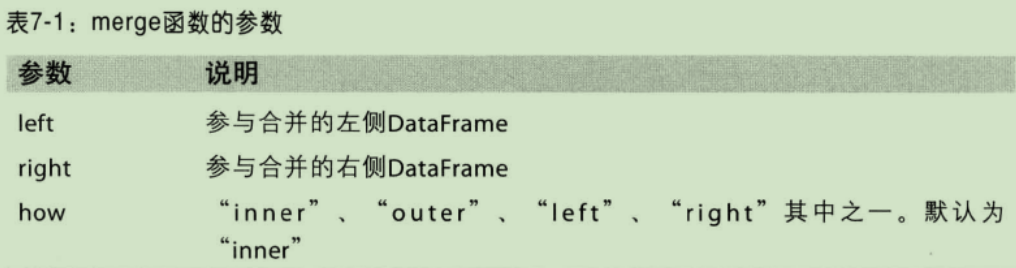 表7-1：merge函数的参数
参数 说明
left 参与合并的左侧DataFrame
right 参与合并的右侧DataFrame
how “inner”、“outer”、“left”、“right”其中之一。默认为
“inner”